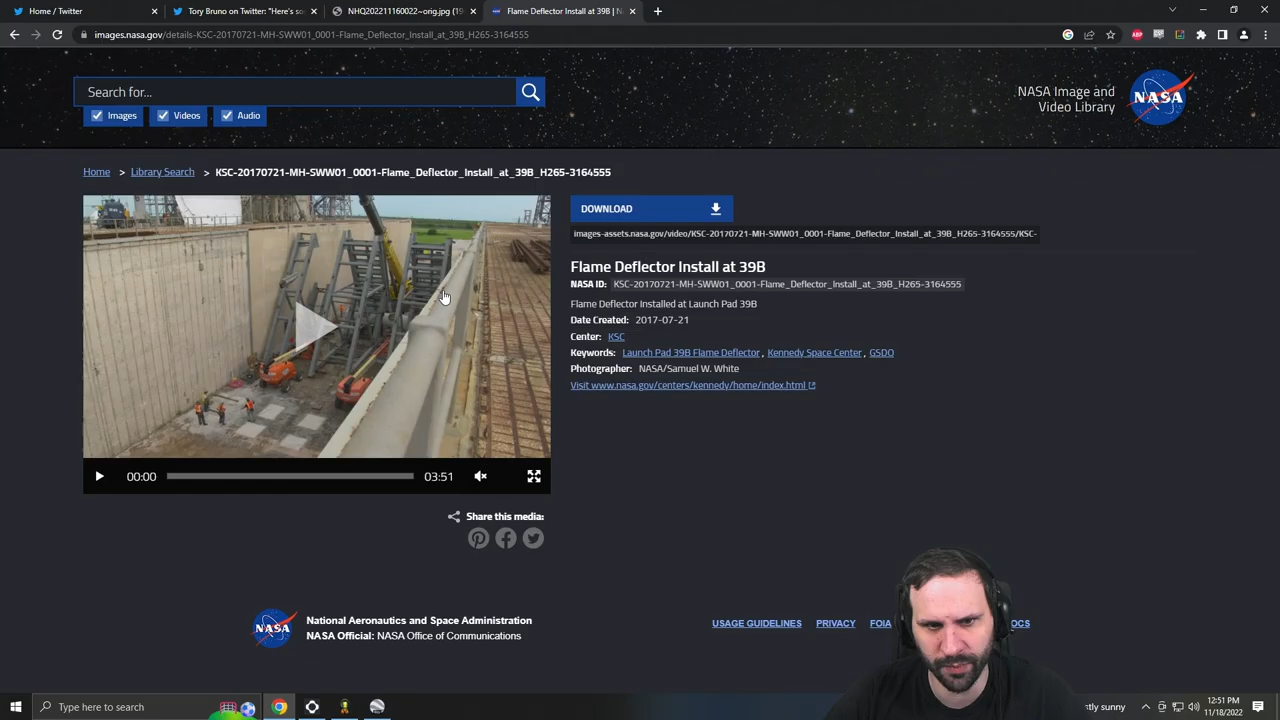 Home / Twitter
Tory Bruno on Twitter: "Here's so
NHQ202211160022~orig.jpg (19
Flame Deflector Install at 39B | N
images.nasa.gov/details-KSC-20170721-MH-SWW01_0001-Flame_Deflector_Install_at_39B_H265-3164555
ABP
Search for...
Images
Videos
Audio
NASA Image and
Video Library
NASA
Home > Library Search > KSC-20170721-MH-SWW01_0001-Flame_Deflector_Install_at_39B_H265-3164555
DOWNLOAD
images-assets.nasa.gov/video/KSC-20170721-MH-SWW01_0001-Flame_Deflector_Install_at_39B_H265-3164555/KSC-
Flame Deflector Install at 39B
NASA ID: KSC-20170721-MH-SWW01_0001-Flame_Deflector_Install_at_39B_H265-3164555
Flame Deflector Installed at Launch Pad 39B
Date Created: 2017-07-21
Center: KSC
Keywords: Launch Pad 39B Flame Deflector , Kennedy Space Center , GSDO
Photographer: NASA/Samuel W. White
Visit www.nasa.gov/centers/kennedy/home/index.html
00:00
03:51
Share this media:
NASA
National Aeronautics and Space Administration
NASA Official: NASA Office of Communications
USAGE GUIDELINES
PRIVACY
FOIA
OCS
Type here to search
tly sunny
12:51 PM
11/18/2022